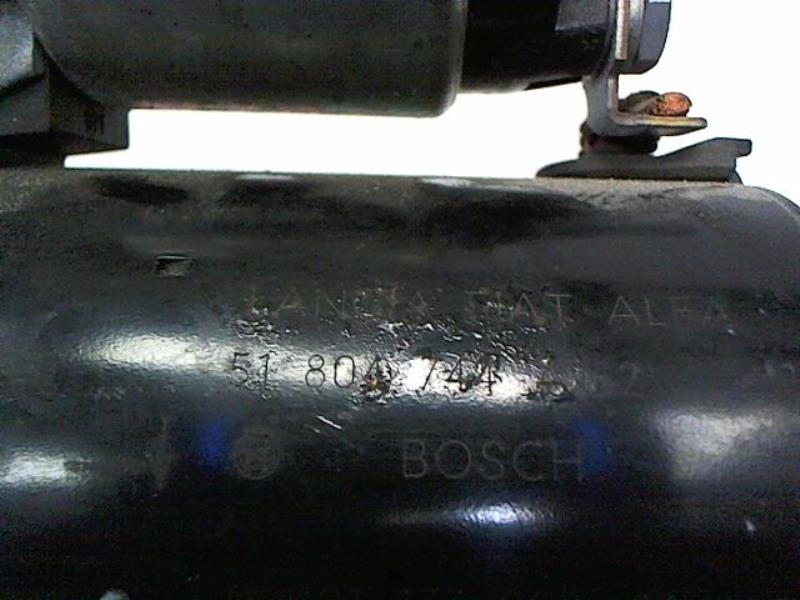 LANCIA FIAT ALFA
51 804 744
BOSCH